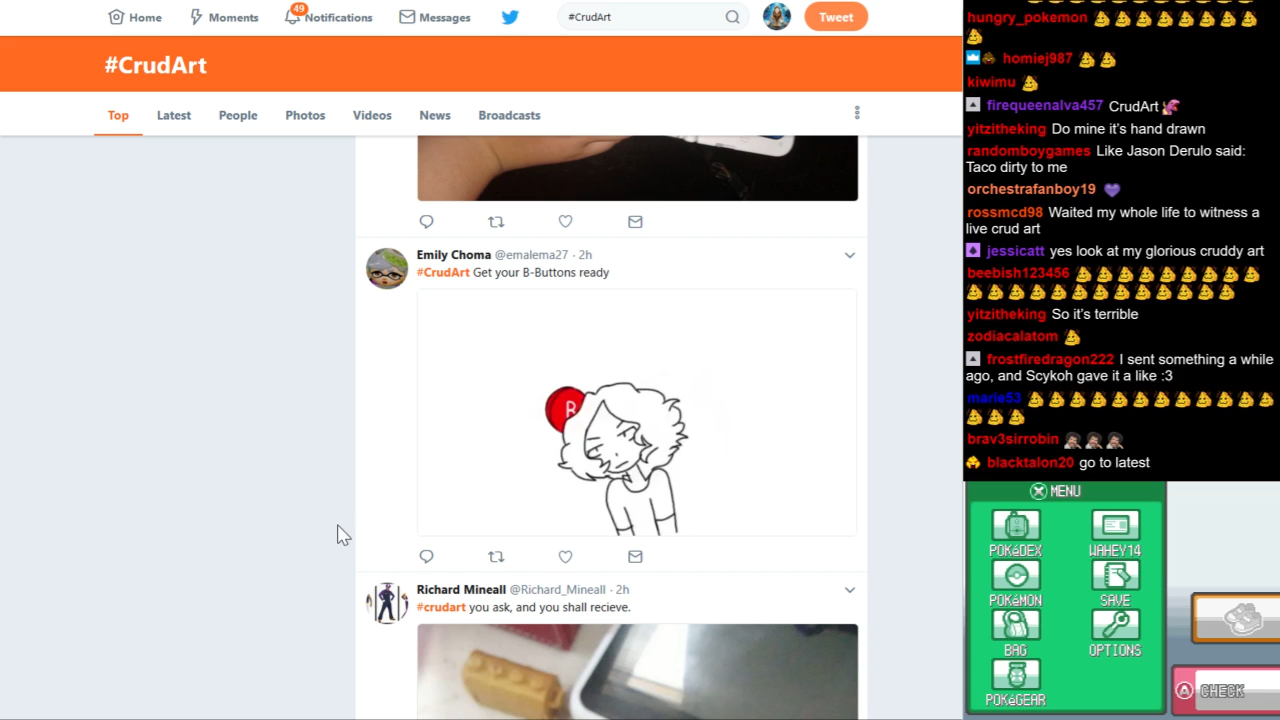 Home
Moments
49
Notifications
Messages
#CrudArt
Tweet
#CrudArt
Top
Latest
People
Photos
Videos
News
Broadcasts
Emily Choma @emalema27 · 2h
#CrudArt Get your B-Buttons ready
B
Richard Mineall @Richard_Mineall · 2h
#crudart you ask, and you shall recieve.
hungry_pokemon
homiej987
kiwimu
firequeenalva457 CrudArt
yitzitheking Do mine it's hand drawn
randomboygames Like Jason Derulo said:
Taco dirty to me
orchestrafanboy19
rossmcd98 Waited my whole life to witness a
live crud art
jessicatt yes look at my glorious cruddy art
beebish123456
yitzitheking So it's terrible
zodiacalatom
frostfiredragon222 I sent something a while
ago, and Scykoh gave it a like :3
marie53
brav3sirrobin
blacktalon20 go to latest
X MENU
POKéDEX
WAHEY14
POKéMON
SAVE
BAG
OPTIONS
POKéGEAR
A CHECK